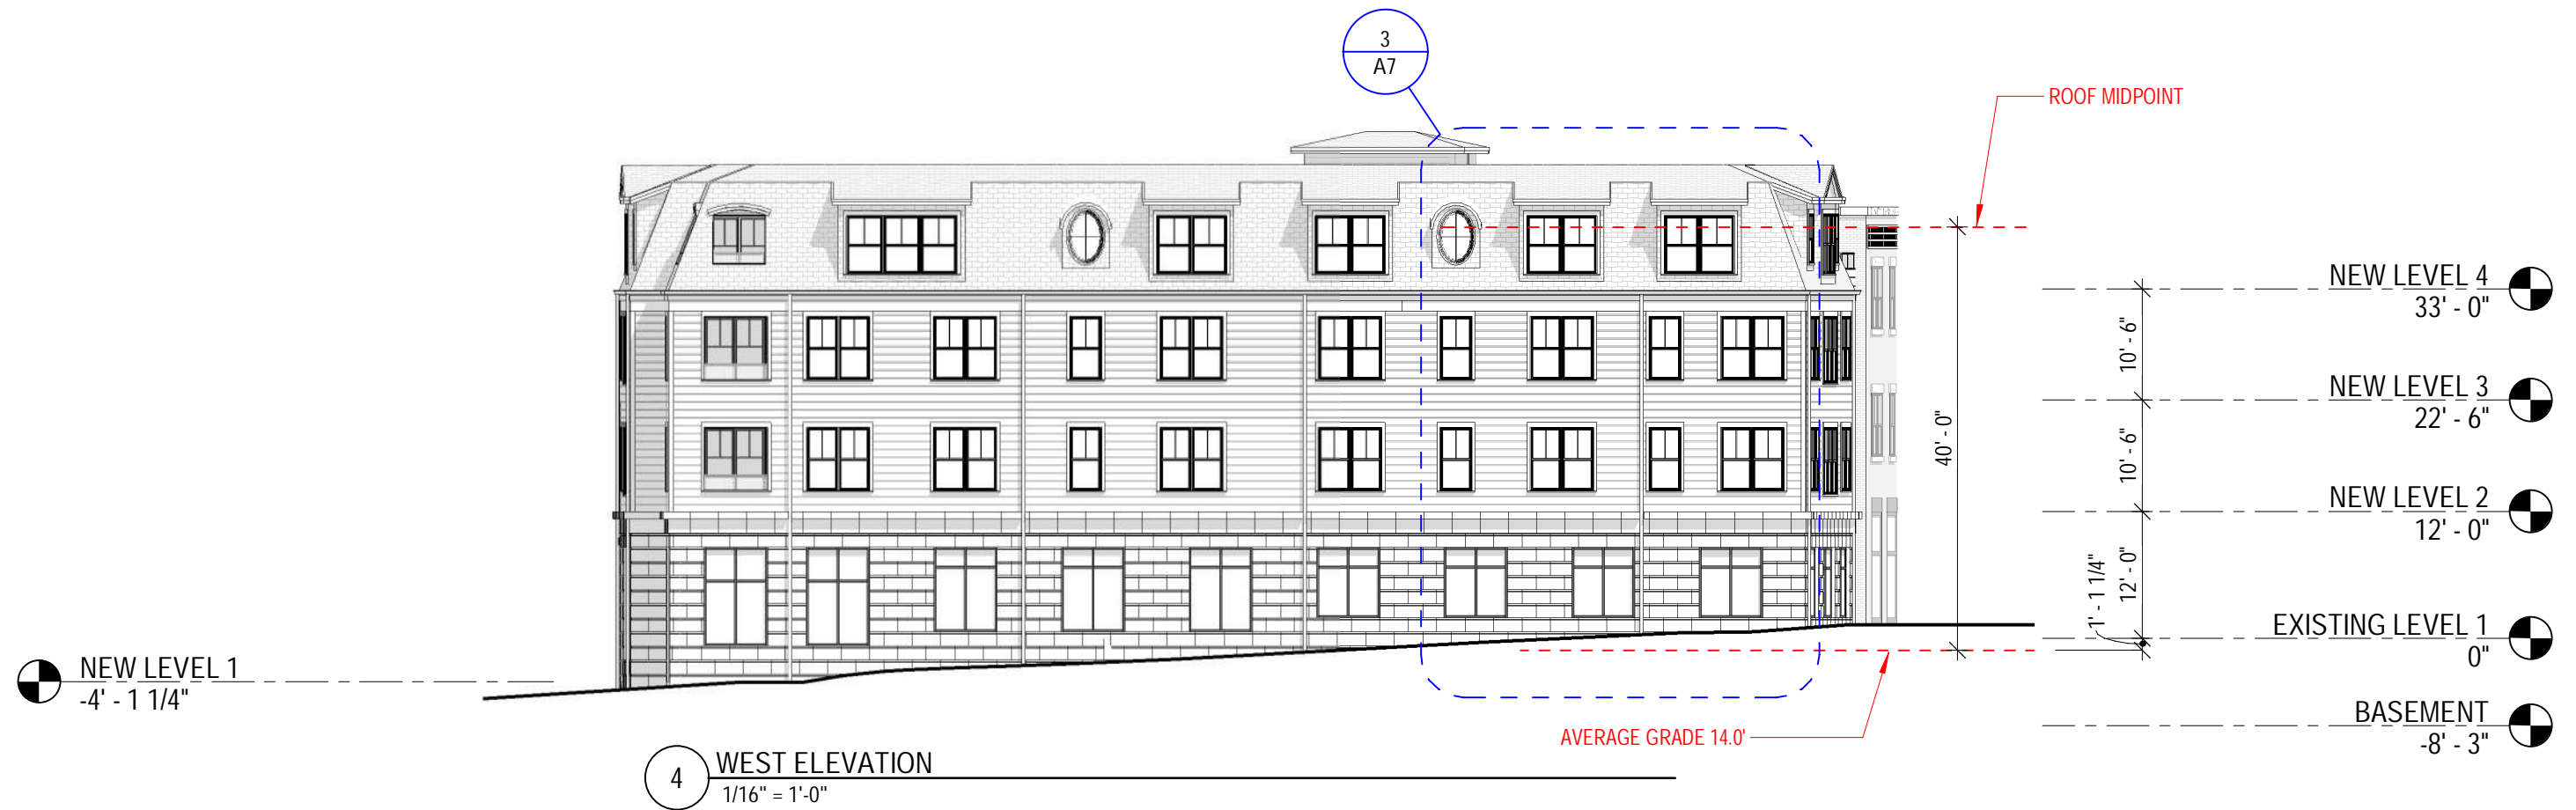 3
A7
ROOF MIDPOINT
NEW LEVEL 4
33' - 0"
10' - 6"
NEW LEVEL 3
22' - 6"
40' - 0"
10' - 6"
NEW LEVEL 2
12' - 0"
1' - 1 1/4"
12' - 0"
EXISTING LEVEL 1
0"
NEW LEVEL 1
-4' - 1 1/4"
BASEMENT
-8' - 3"
AVERAGE GRADE 14.0'
4
WEST ELEVATION
1/16" = 1'-0"